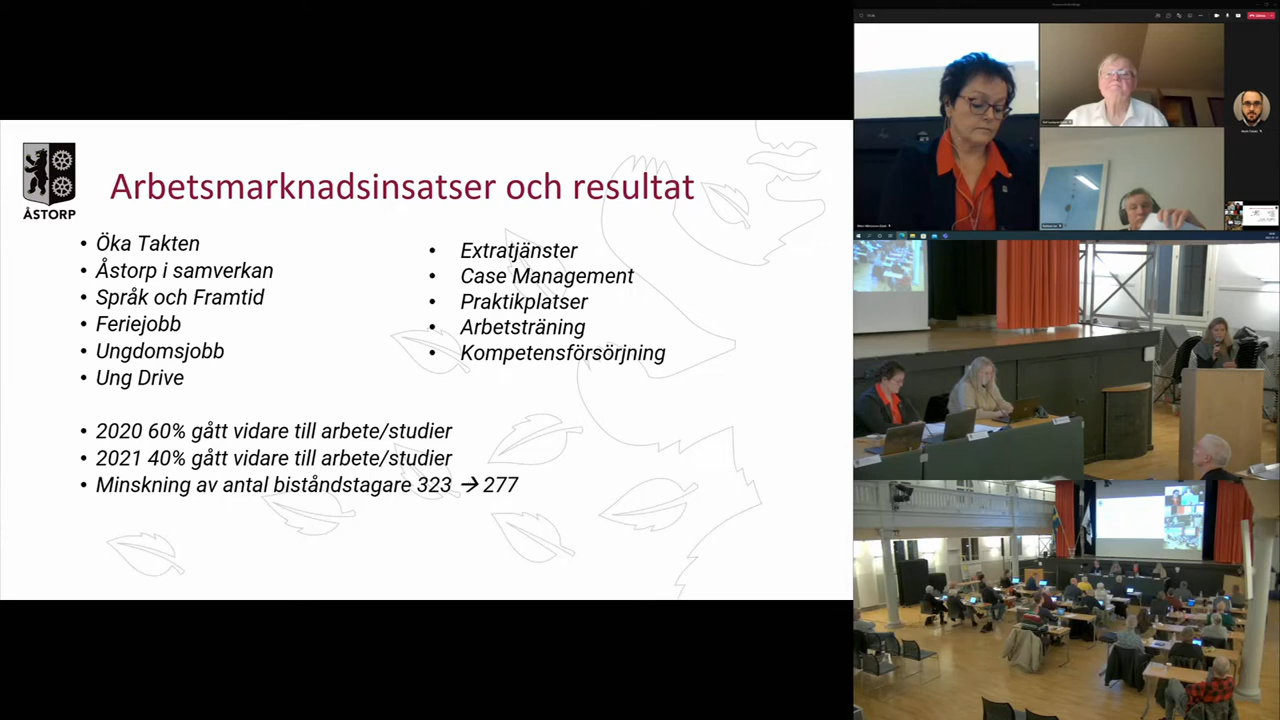 ÅSTORP
Arbetsmarknadsinsatser och resultat
• Öka Takten
• Åstorp i samverkan
• Språk och Framtid
• Feriejobb
• Ungdomsjobb
• Ung Drive
• Extratjänster
• Case Management
• Praktikplatser
• Arbetsträning
• Kompetensförsörjning
• 2020 60% gått vidare till arbete/studier
• 2021 40% gått vidare till arbete/studier
• Minskning av antal biståndstagare 323 → 277